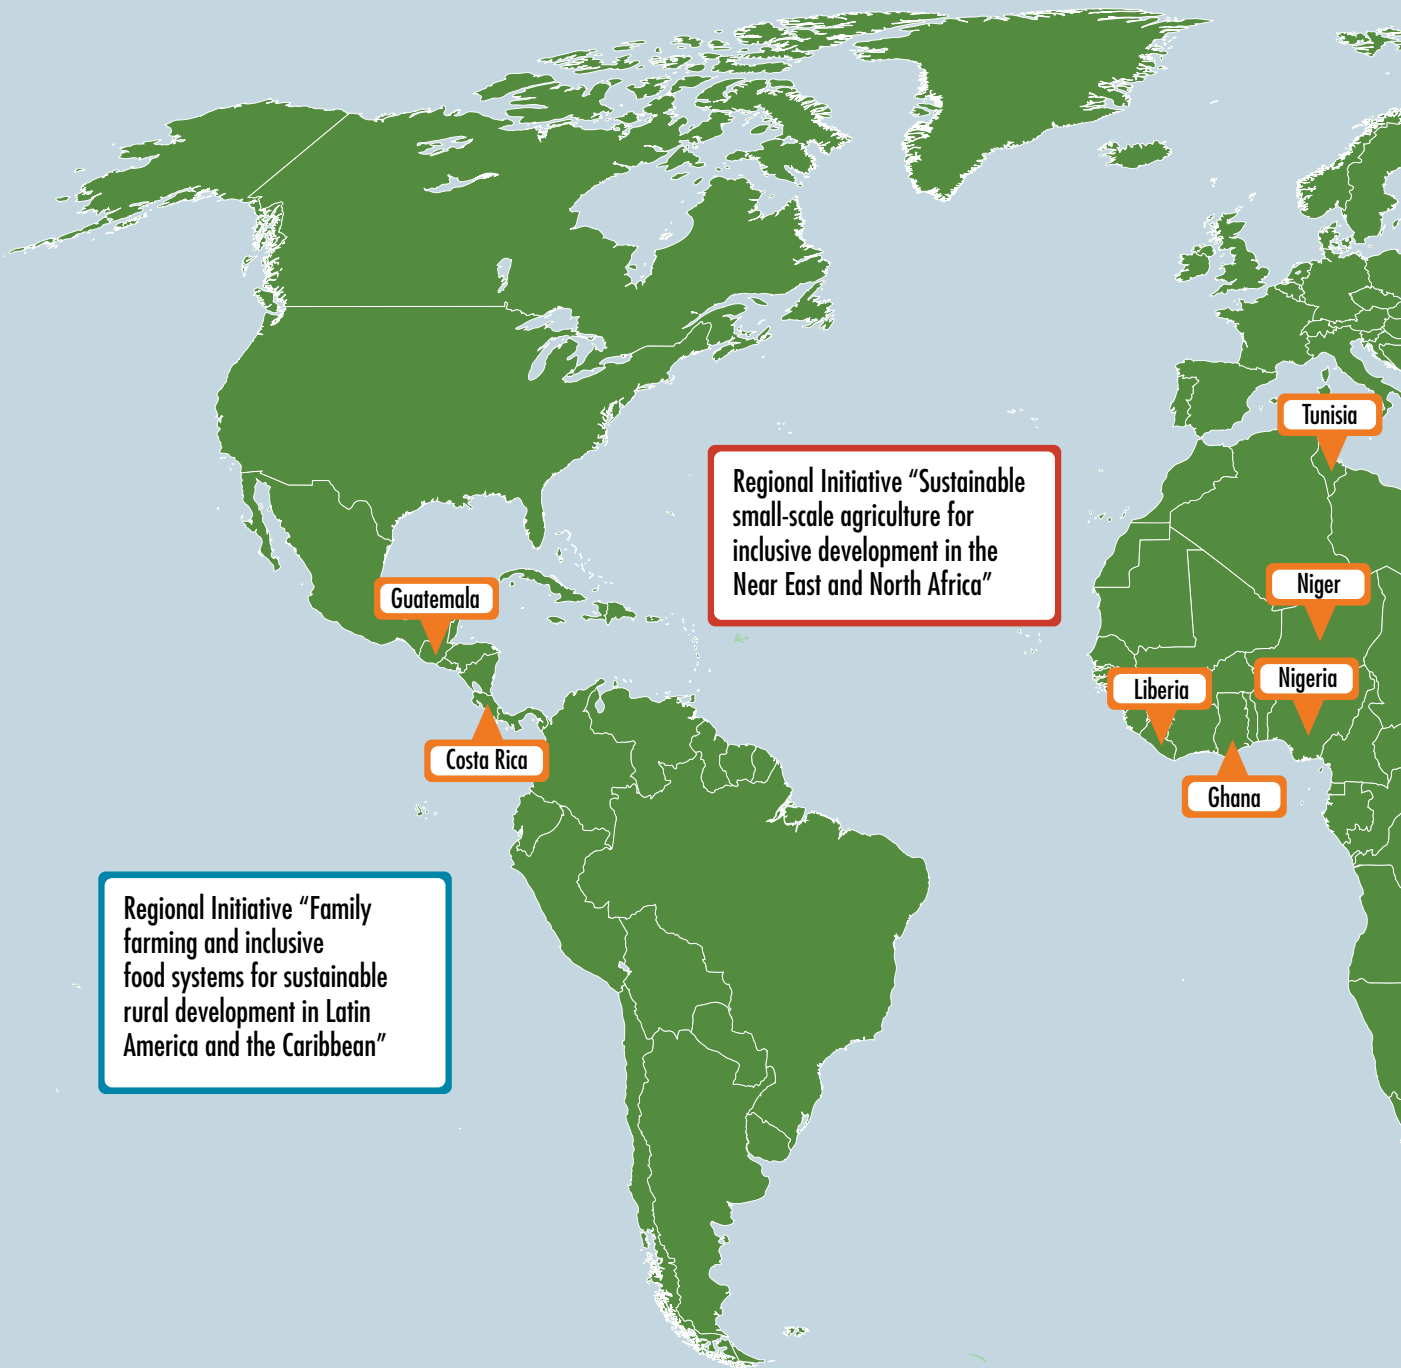 Tunisia
Regional Initiative “Sustainable
small-scale agriculture for
inclusive development in the
Near East and North Africa”
Guatemala
Niger
Liberia
Nigeria
Costa Rica
Ghana
Regional Initiative “Family
farming and inclusive
food systems for sustainable
rural development in Latin
America and the Caribbean”